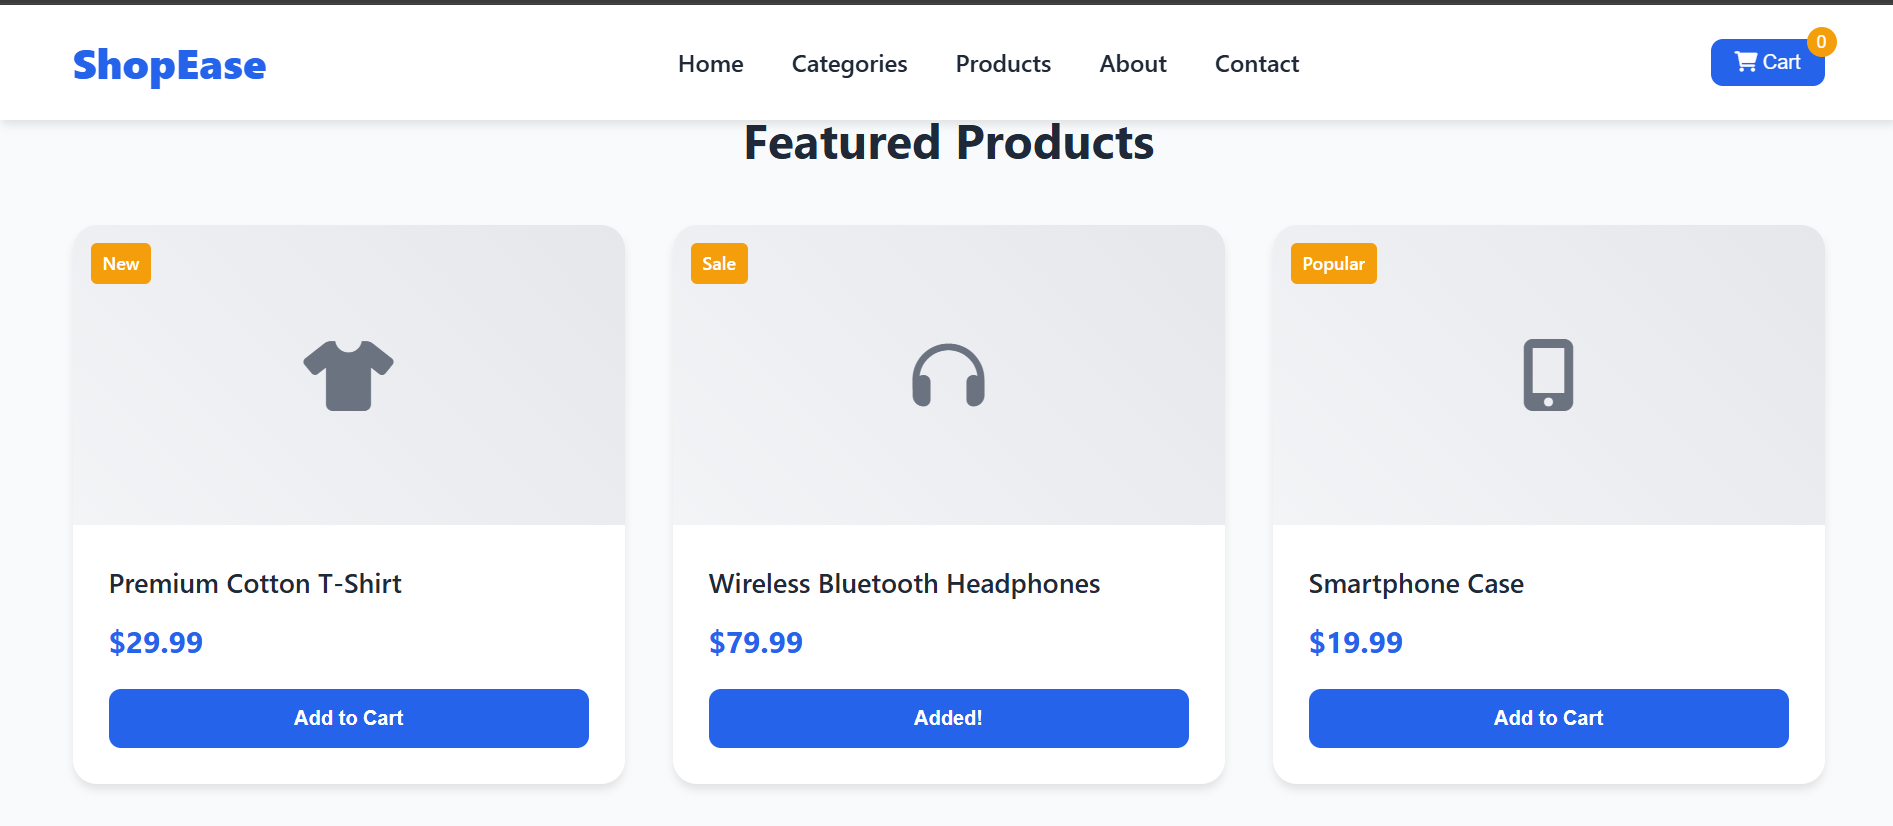 ShopEase
Home Categories Products About Contact
Cart
0
Featured Products
New
Premium Cotton T-Shirt
$29.99
Add to Cart
Sale
Wireless Bluetooth Headphones
$79.99
Added!
Popular
Smartphone Case
$19.99
Add to Cart